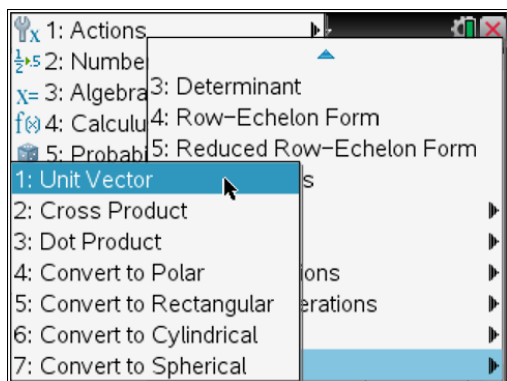 1: Actions
2: Numbe
3: Algebra
4: Calculu
5: Probabi
3: Determinant
4: Row-Echelon Form
5: Reduced Row-Echelon Form
s
ions
erations
1: Unit Vector
2: Cross Product
3: Dot Product
4: Convert to Polar
5: Convert to Rectangular
6: Convert to Cylindrical
7: Convert to Spherical